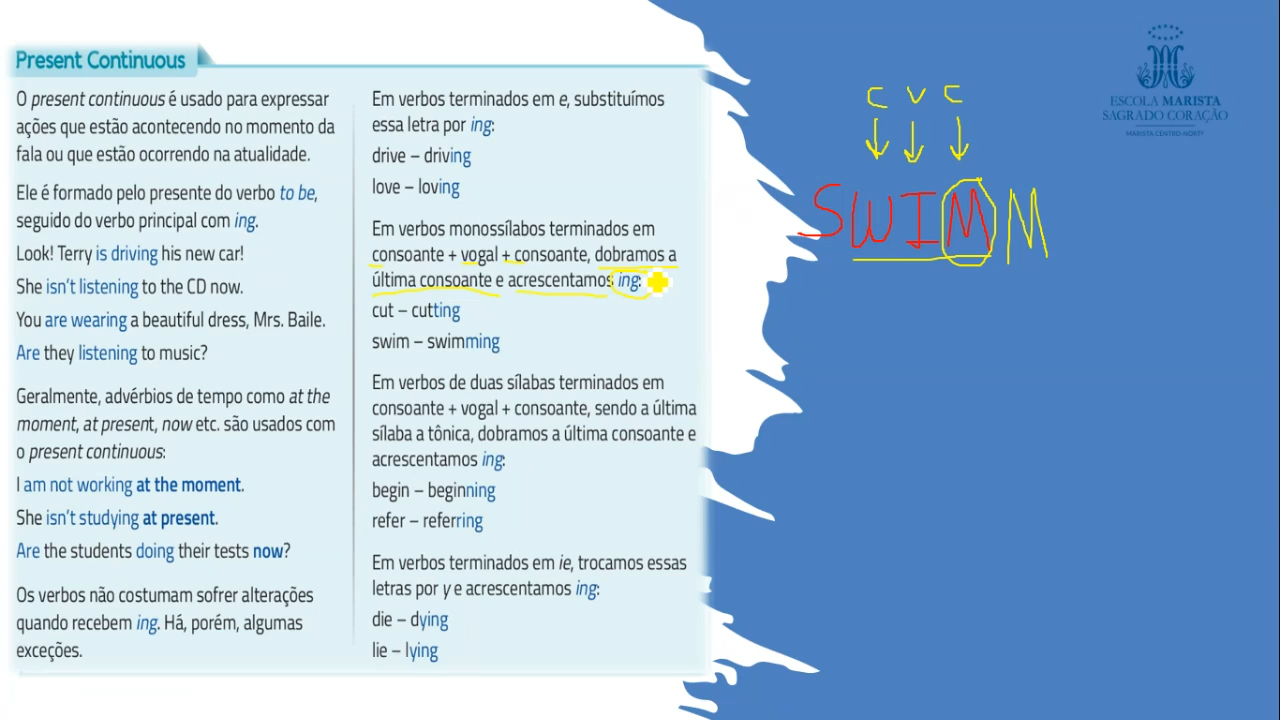 Present Continuous
O present continuous é usado para expressar
ações que estão acontecendo no momento da
fala ou que estão ocorrendo na atualidade.
Ele é formado pelo presente do verbo to be,
seguido do verbo principal com ing.
Look! Terry is driving his new car!
She isn't listening to the CD now.
You are wearing a beautiful dress, Mrs. Baile.
Are they listening to music?
Geralmente, advérbios de tempo como at the
moment, at present, now etc. são usados com
o present continuous:
I am not working at the moment.
She isn't studying at present.
Are the students doing their tests now?
Os verbos não costumam sofrer alterações
quando recebem ing. Há, porém, algumas
exceções.
Em verbos terminados em e, substituímos
essa letra por ing:
drive – driving
love – loving
Em verbos monossílabos terminados em
consoante + vogal + consoante, dobramos a
última consoante e acrescentamos ing:
cut – cutting
swim – swimming
Em verbos de duas sílabas terminados em
consoante + vogal + consoante, sendo a última
sílaba a tônica, dobramos a última consoante e
acrescentamos ing:
begin – beginning
refer – referring
Em verbos terminados em ie, trocamos essas
letras por y e acrescentamos ing:
die – dying
lie – lying
C V C
SWIM M
ESCOLA MARISTA
SAGRADO CORAÇÃO
MARISTA CENTRO-NORTE